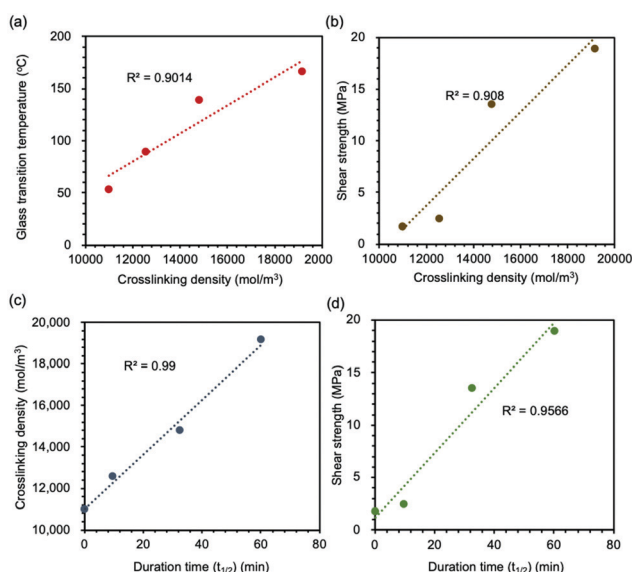 (a)
Glass transition temperature (°C)
200
150
100
50
0
R² = 0.9014
10000 12000 14000 16000 18000 2000
Crosslinking density (mol/m³)
(b)
Shear strength (MPa)
20
15
10
5
0
R² = 0.908
10000 12000 14000 16000 18000 20000
Crosslinking density (mol/m³)
(c)
Crosslinking density (mol/m³)
20,000
18,000
16,000
14,000
11,000
10,000
R² = 0.99
0 20 40 60 80
Duration time (t1/2) (min)
(d)
Shear strength (MPa)
20
15
10
5
0
R² = 0.9566
0 20 40 60 80
Duration time (t1/2) (min)